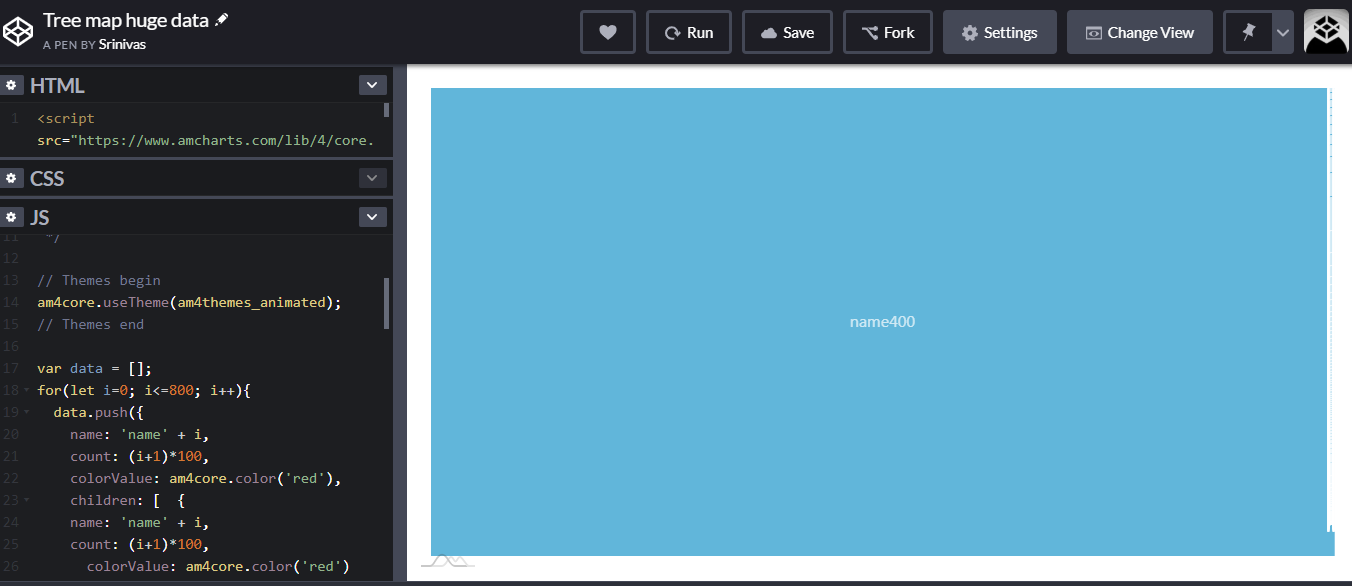 Tree map huge data
A PEN BY Srinivas
Run
Save
Fork
Settings
Change View
HTML
1 <script
src="https://www.amcharts.com/lib/4/core.
CSS
JS
11 */
12
13 // Themes begin
14 am4core.useTheme(am4themes_animated);
15 // Themes end
16
17 var data = [];
18 for(let i=0; i<=800; i++){
19 data.push({
20 name: 'name' + i,
21 count: (i+1)*100,
22 colorValue: am4core.color('red'),
23 children: [ {
24 name: 'name' + i,
25 count: (i+1)*100,
26 colorValue: am4core.color('red')
name400